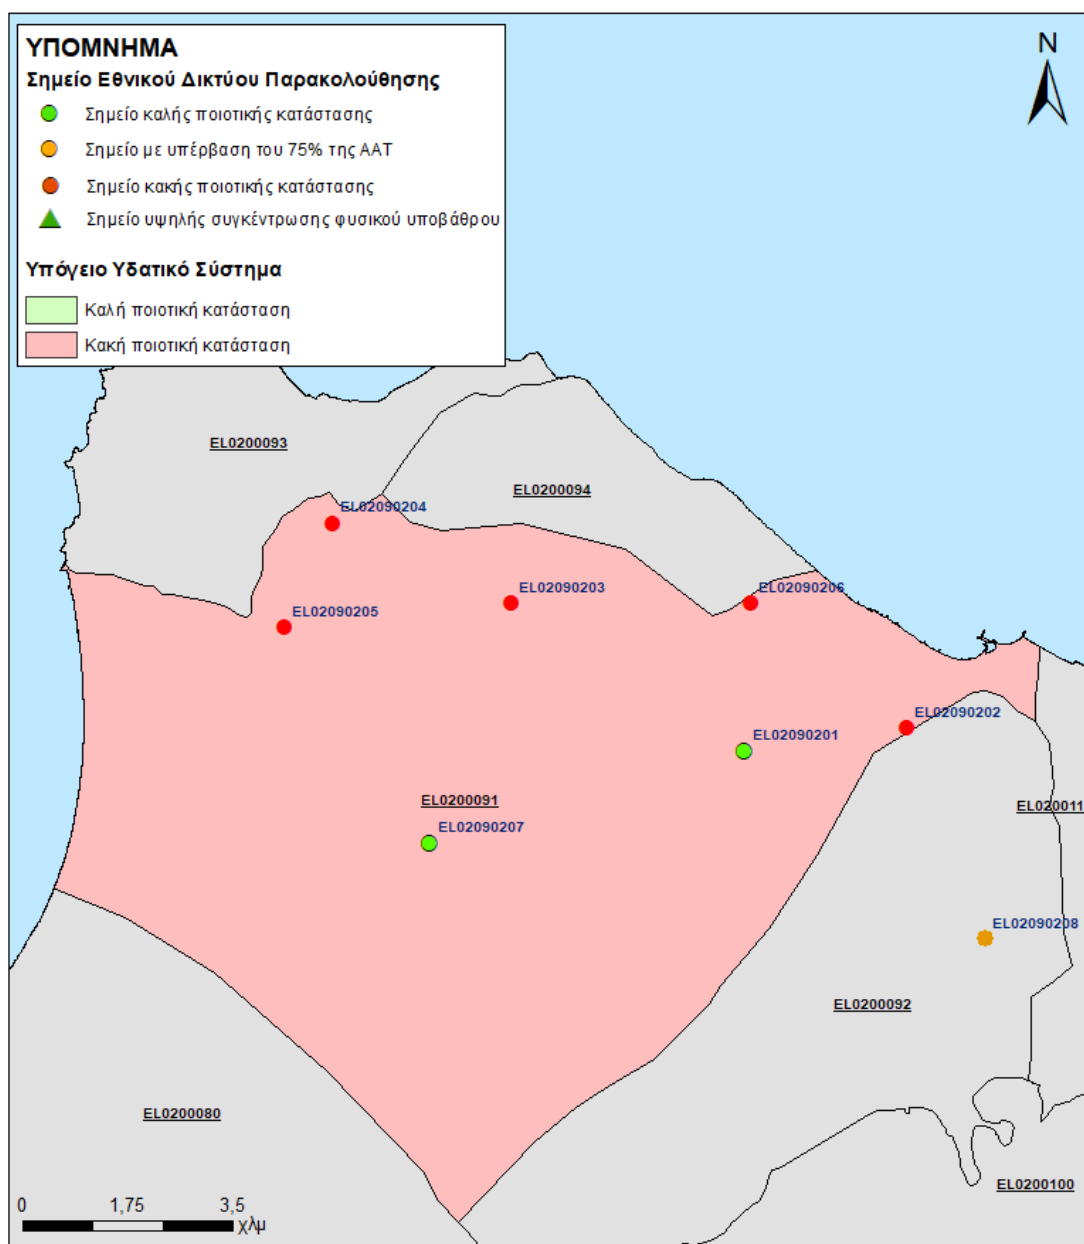 ΥΠΟΜΝΗΜΑ
Σημείο Εθνικού Δικτύου Παρακολούθησης
Σημείο καλής ποιοτικής κατάστασης
Σημείο με υπέρβαση του 75% της ΑΑΤ
Σημείο κακής ποιοτικής κατάστασης
Σημείο υψηλής συγκέντρωσης φυσικού υποβάθρου
Υπόγειο Υδατικό Σύστημα
Καλή ποιοτική κατάσταση
Κακή ποιοτική κατάσταση
N
EL0200093
EL0200094
EL02090204
EL02090203
EL02090206
EL02090205
EL02090202
EL02090201
EL0200091
EL02090207
EL020011
EL02090208
EL0200092
EL0200080
EL0200100
0 1,75 3,5
χλμ